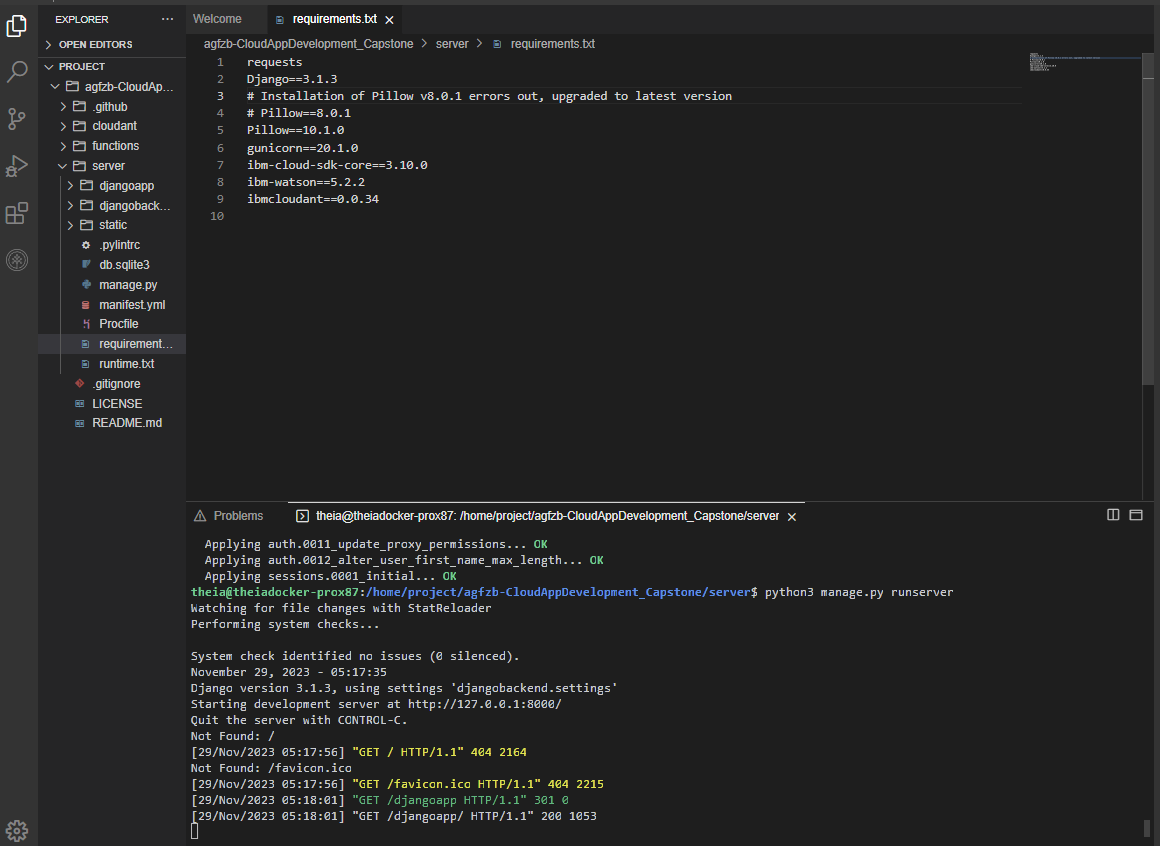 EXPLORER
OPEN EDITORS
PROJECT
agfzb-CloudAp...
.github
cloudant
functions
server
djangoapp
djangoback...
static
.pylintrc
db.sqlite3
manage.py
manifest.yml
Procfile
requirement...
runtime.txt
.gitignore
LICENSE
README.md
Welcome
requirements.txt
agfzb-CloudAppDevelopment_Capstone > server > requirements.txt
1 requests
2 Django==3.1.3
3 # Installation of Pillow v8.0.1 errors out, upgraded to latest version
4 # Pillow==8.0.1
5 Pillow==10.1.0
6 gunicorn==20.1.0
7 ibm-cloud-sdk-core==3.10.0
8 ibm-watson==5.2.2
9 ibmcloudant==0.0.34
10
Problems
theia@theiadocker-prox87: /home/project/agfzb-CloudAppDevelopment_Capstone/server
Applying auth.0011_update_proxy_permissions... OK
Applying auth.0012_alter_user_first_name_max_length... OK
Applying sessions.0001_initial... OK
theia@theiadocker-prox87:/home/project/agfzb-CloudAppDevelopment_Capstone/server$ python3 manage.py runserver
Watching for file changes with StatReloader
Performing system checks...
System check identified no issues (0 silenced).
November 29, 2023 - 05:17:35
Django version 3.1.3, using settings 'djangobackend.settings'
Starting development server at http://127.0.0.1:8000/
Quit the server with CONTROL-C.
Not Found: /
[29/Nov/2023 05:17:56] "GET / HTTP/1.1" 404 2164
Not Found: /favicon.ico
[29/Nov/2023 05:17:56] "GET /favicon.ico HTTP/1.1" 404 2215
[29/Nov/2023 05:18:01] "GET /djangoapp HTTP/1.1" 301 0
[29/Nov/2023 05:18:01] "GET /djangoapp/ HTTP/1.1" 200 1053